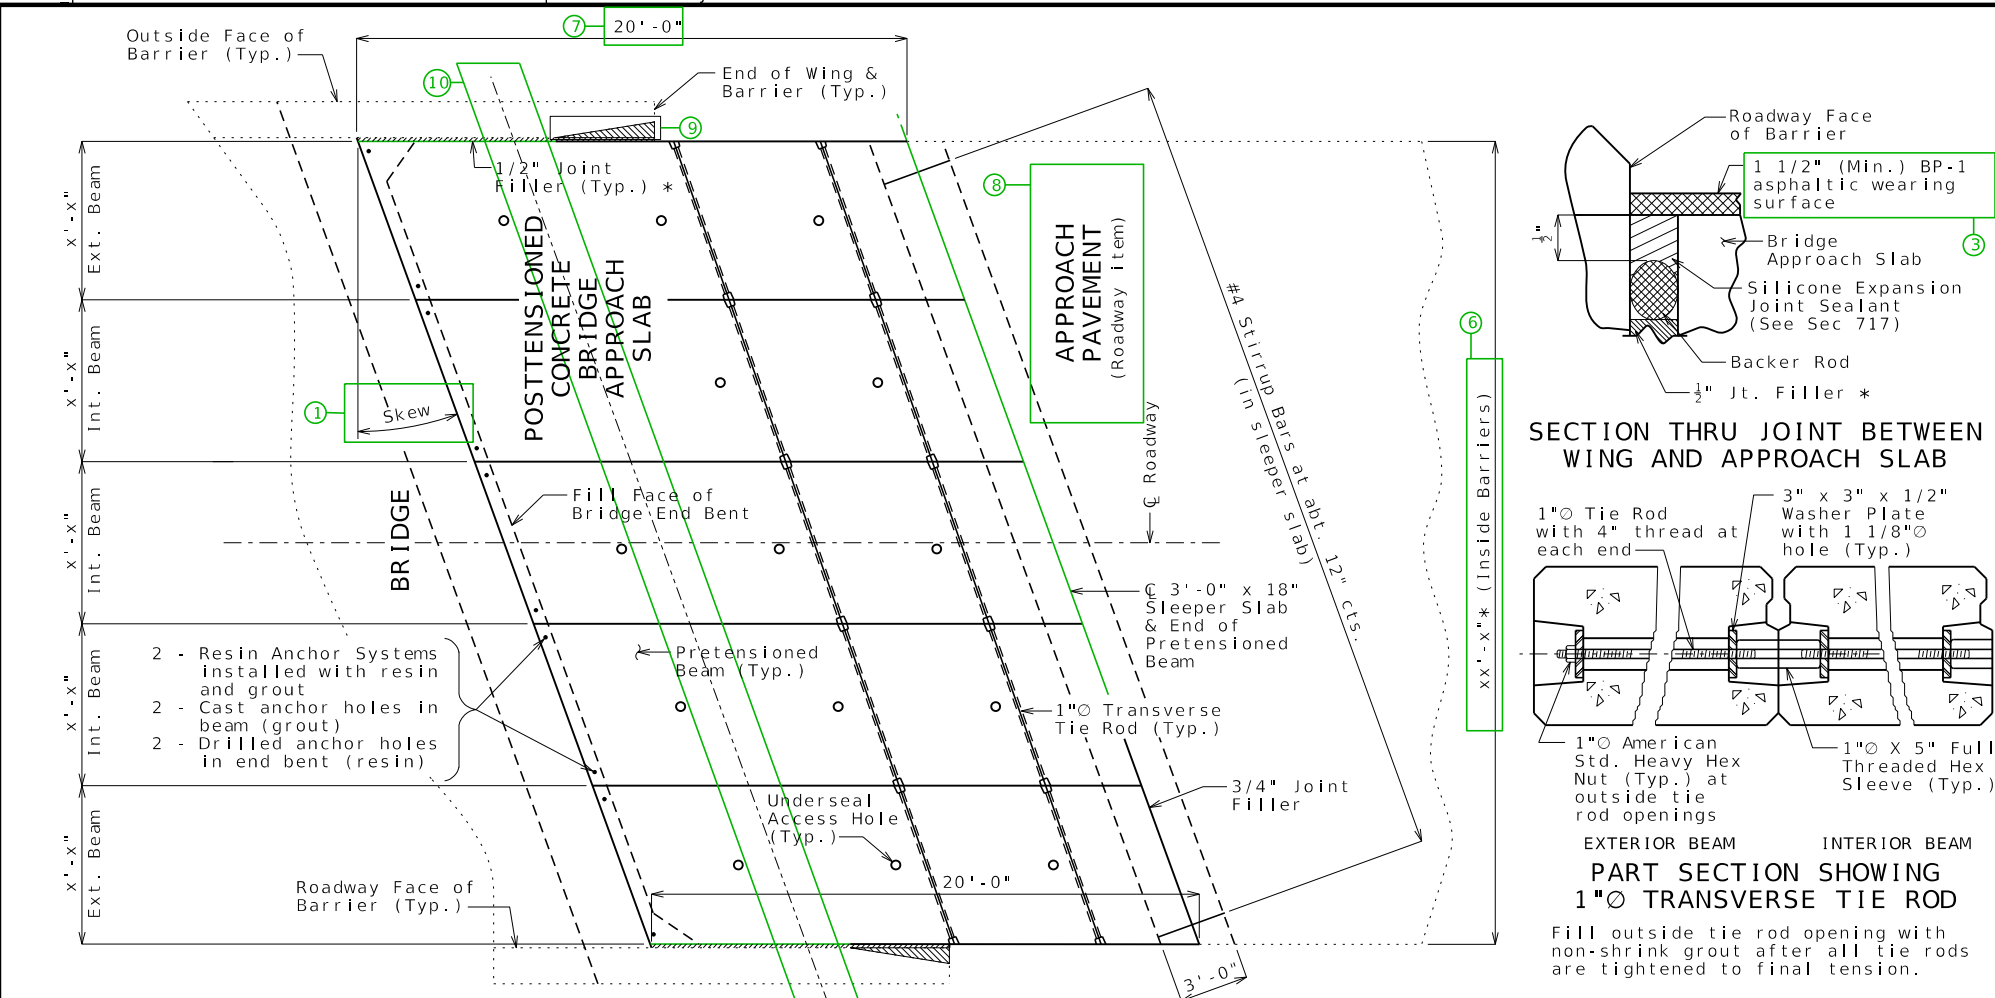 7
20'-0"
Outside Face of
Barrier (Typ.)
10
End of Wing &
Barrier (Typ.)
9
1/2" Joint
Filler (Typ.) *
8
APPROACH
PAVEMENT
(Roadway item)
POSTTENSIONED
CONCRETE
BRIDGE
APPROACH
SLAB
x'-x"
Ext. Beam
x'-x"
Int. Beam
x'-x"
Int. Beam
x'-x"
Int. Beam
x'-x"
Ext. Beam
1
Skew
BRIDGE
Fill Face of
Bridge End Bent
℄ Roadway
#4 Stirrup Bars at abt. 12" cts.
(in sleeper slab)
6
xx'-x"* (Inside Barriers)
℄ 3'-0" x 18"
Sleeper Slab
& End of
Pretensioned
Beam
2 - Resin Anchor Systems
installed with resin
and grout
2 - Cast anchor holes in
beam (grout)
2 - Drilled anchor holes
in end bent (resin)
Pretensioned
Beam (Typ.)
1"∅ Transverse
Tie Rod (Typ.)
Underseal
Access Hole
(Typ.)
3/4" Joint
Filler
Roadway Face of
Barrier (Typ.)
20'-0"
3'-0"
Roadway Face
of Barrier
1 1/2" (Min.) BP-1
asphaltic wearing
surface
3
½"
Bridge
Approach Slab
Silicone Expansion
Joint Sealant
(See Sec 717)
Backer Rod
½" Jt. Filler *
SECTION THRU JOINT BETWEEN
WING AND APPROACH SLAB
1"∅ Tie Rod
with 4" thread at
each end
3" x 3" x 1/2"
Washer Plate
with 1 1/8"∅
hole (Typ.)
1"∅ American
Std. Heavy Hex
Nut (Typ.) at
outside tie
rod openings
1"∅ X 5" Full
Threaded Hex
Sleeve (Typ.)
EXTERIOR BEAM
INTERIOR BEAM
PART SECTION SHOWING
1"∅ TRANSVERSE TIE ROD
Fill outside tie rod opening with
non-shrink grout after all tie rods
are tightened to final tension.